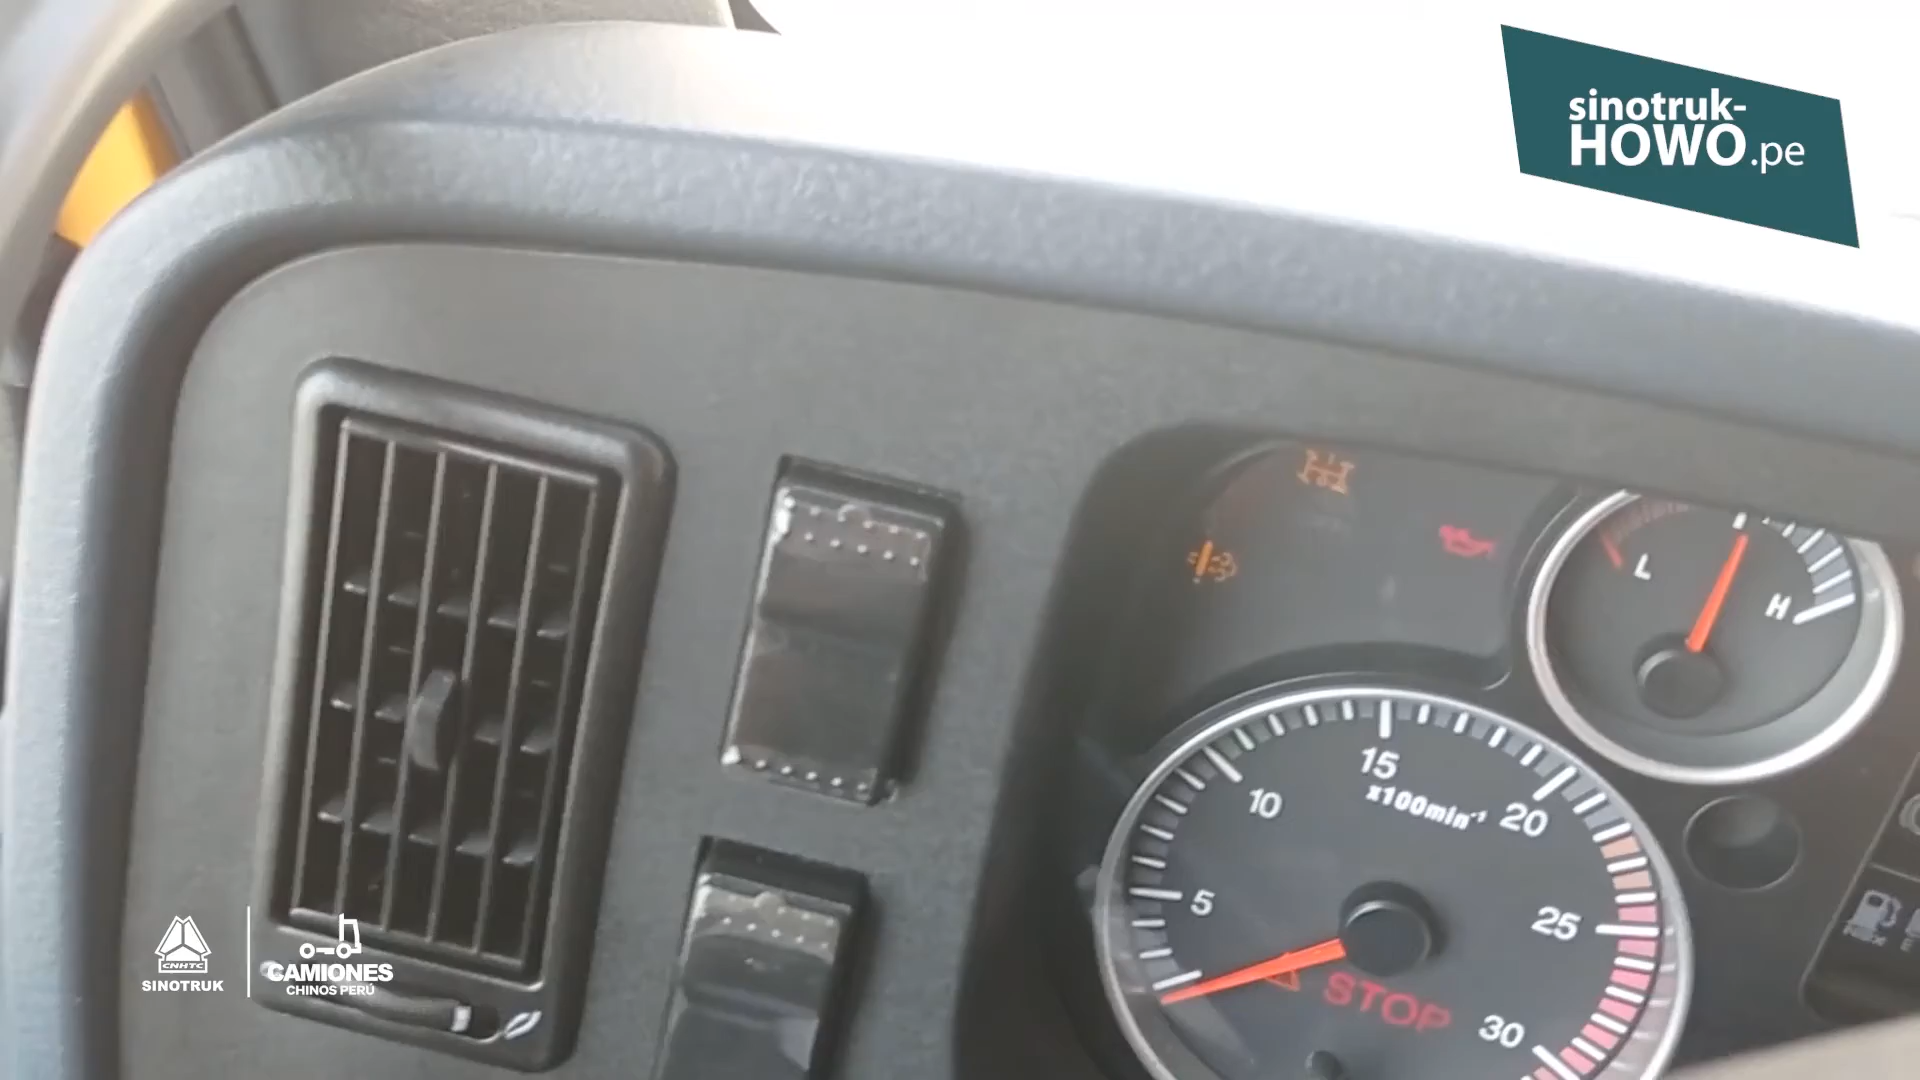 sinotruk-
HOWO.pe
L
H
15
x100min⁻¹
10
20
5
25
STOP
30
CNHTC
SINOTRUK
CAMIONES
CHINOS PERÚ